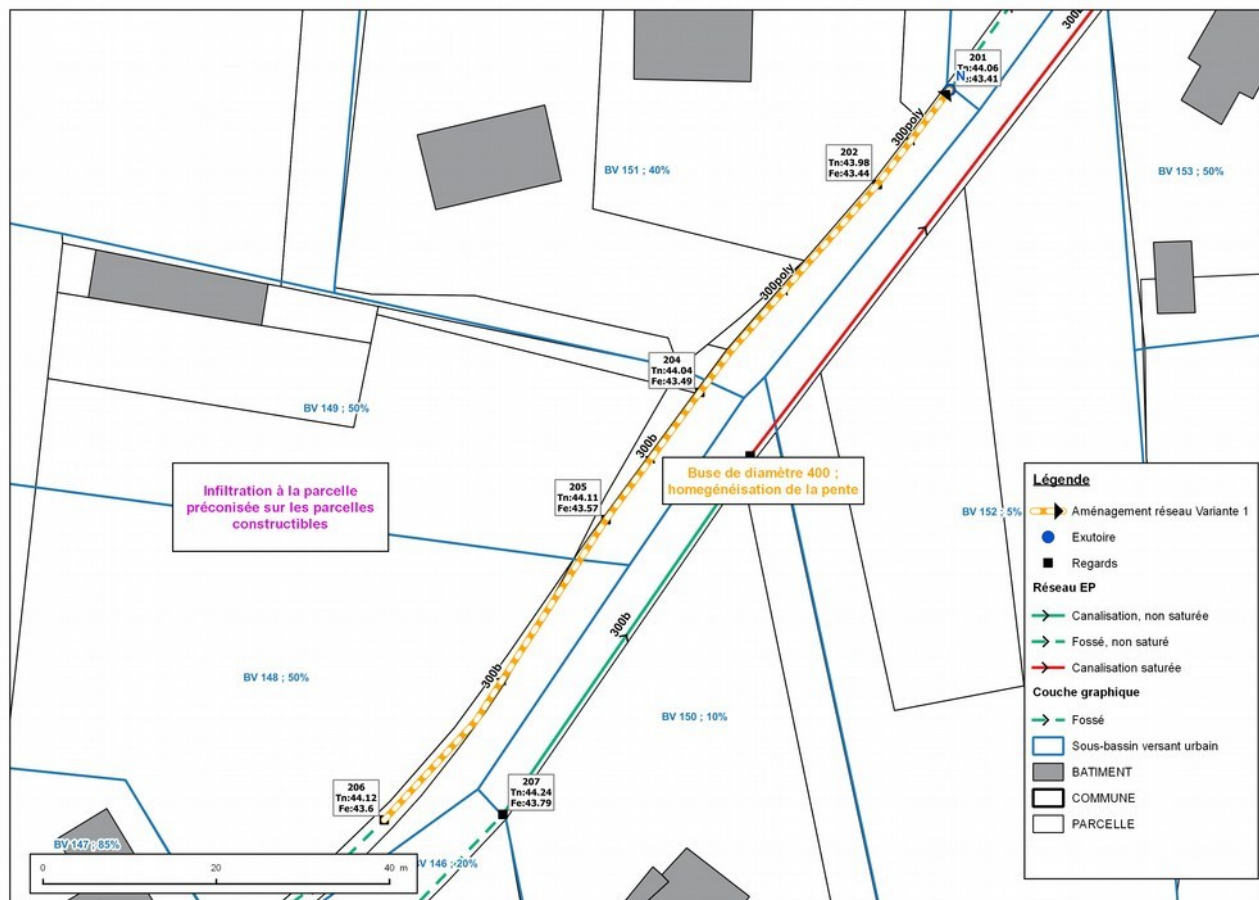 300b
201
Tn:44.06
N
:43.41
300poly
202
Tn:43.98
Fe:43.44
BV 151 ; 40%
BV 153 ; 50%
300poly
204
Tn:44.04
Fe:43.49
BV 149 ; 50%
300b
Buse de diamètre 400 ;
homegénéisation de la pente
Infiltration à la parcelle
préconisée sur les parcelles
constructibles
205
Tn:44.11
Fe:43.57
BV 152 ; 5%
300b
300b
BV 148 ; 50%
BV 150 ; 10%
206
Tn:44.12
Fe:43.6
207
Tn:44.24
Fe:43.79
BV 147 ; 85%
BV 146 ; 20%
0 20 40 m
Légende
Aménagement réseau Variante 1
Exutoire
Regards
Réseau EP
Canalisation, non saturée
Fossé, non saturé
Canalisation saturée
Couche graphique
Fossé
Sous-bassin versant urbain
BATIMENT
COMMUNE
PARCELLE